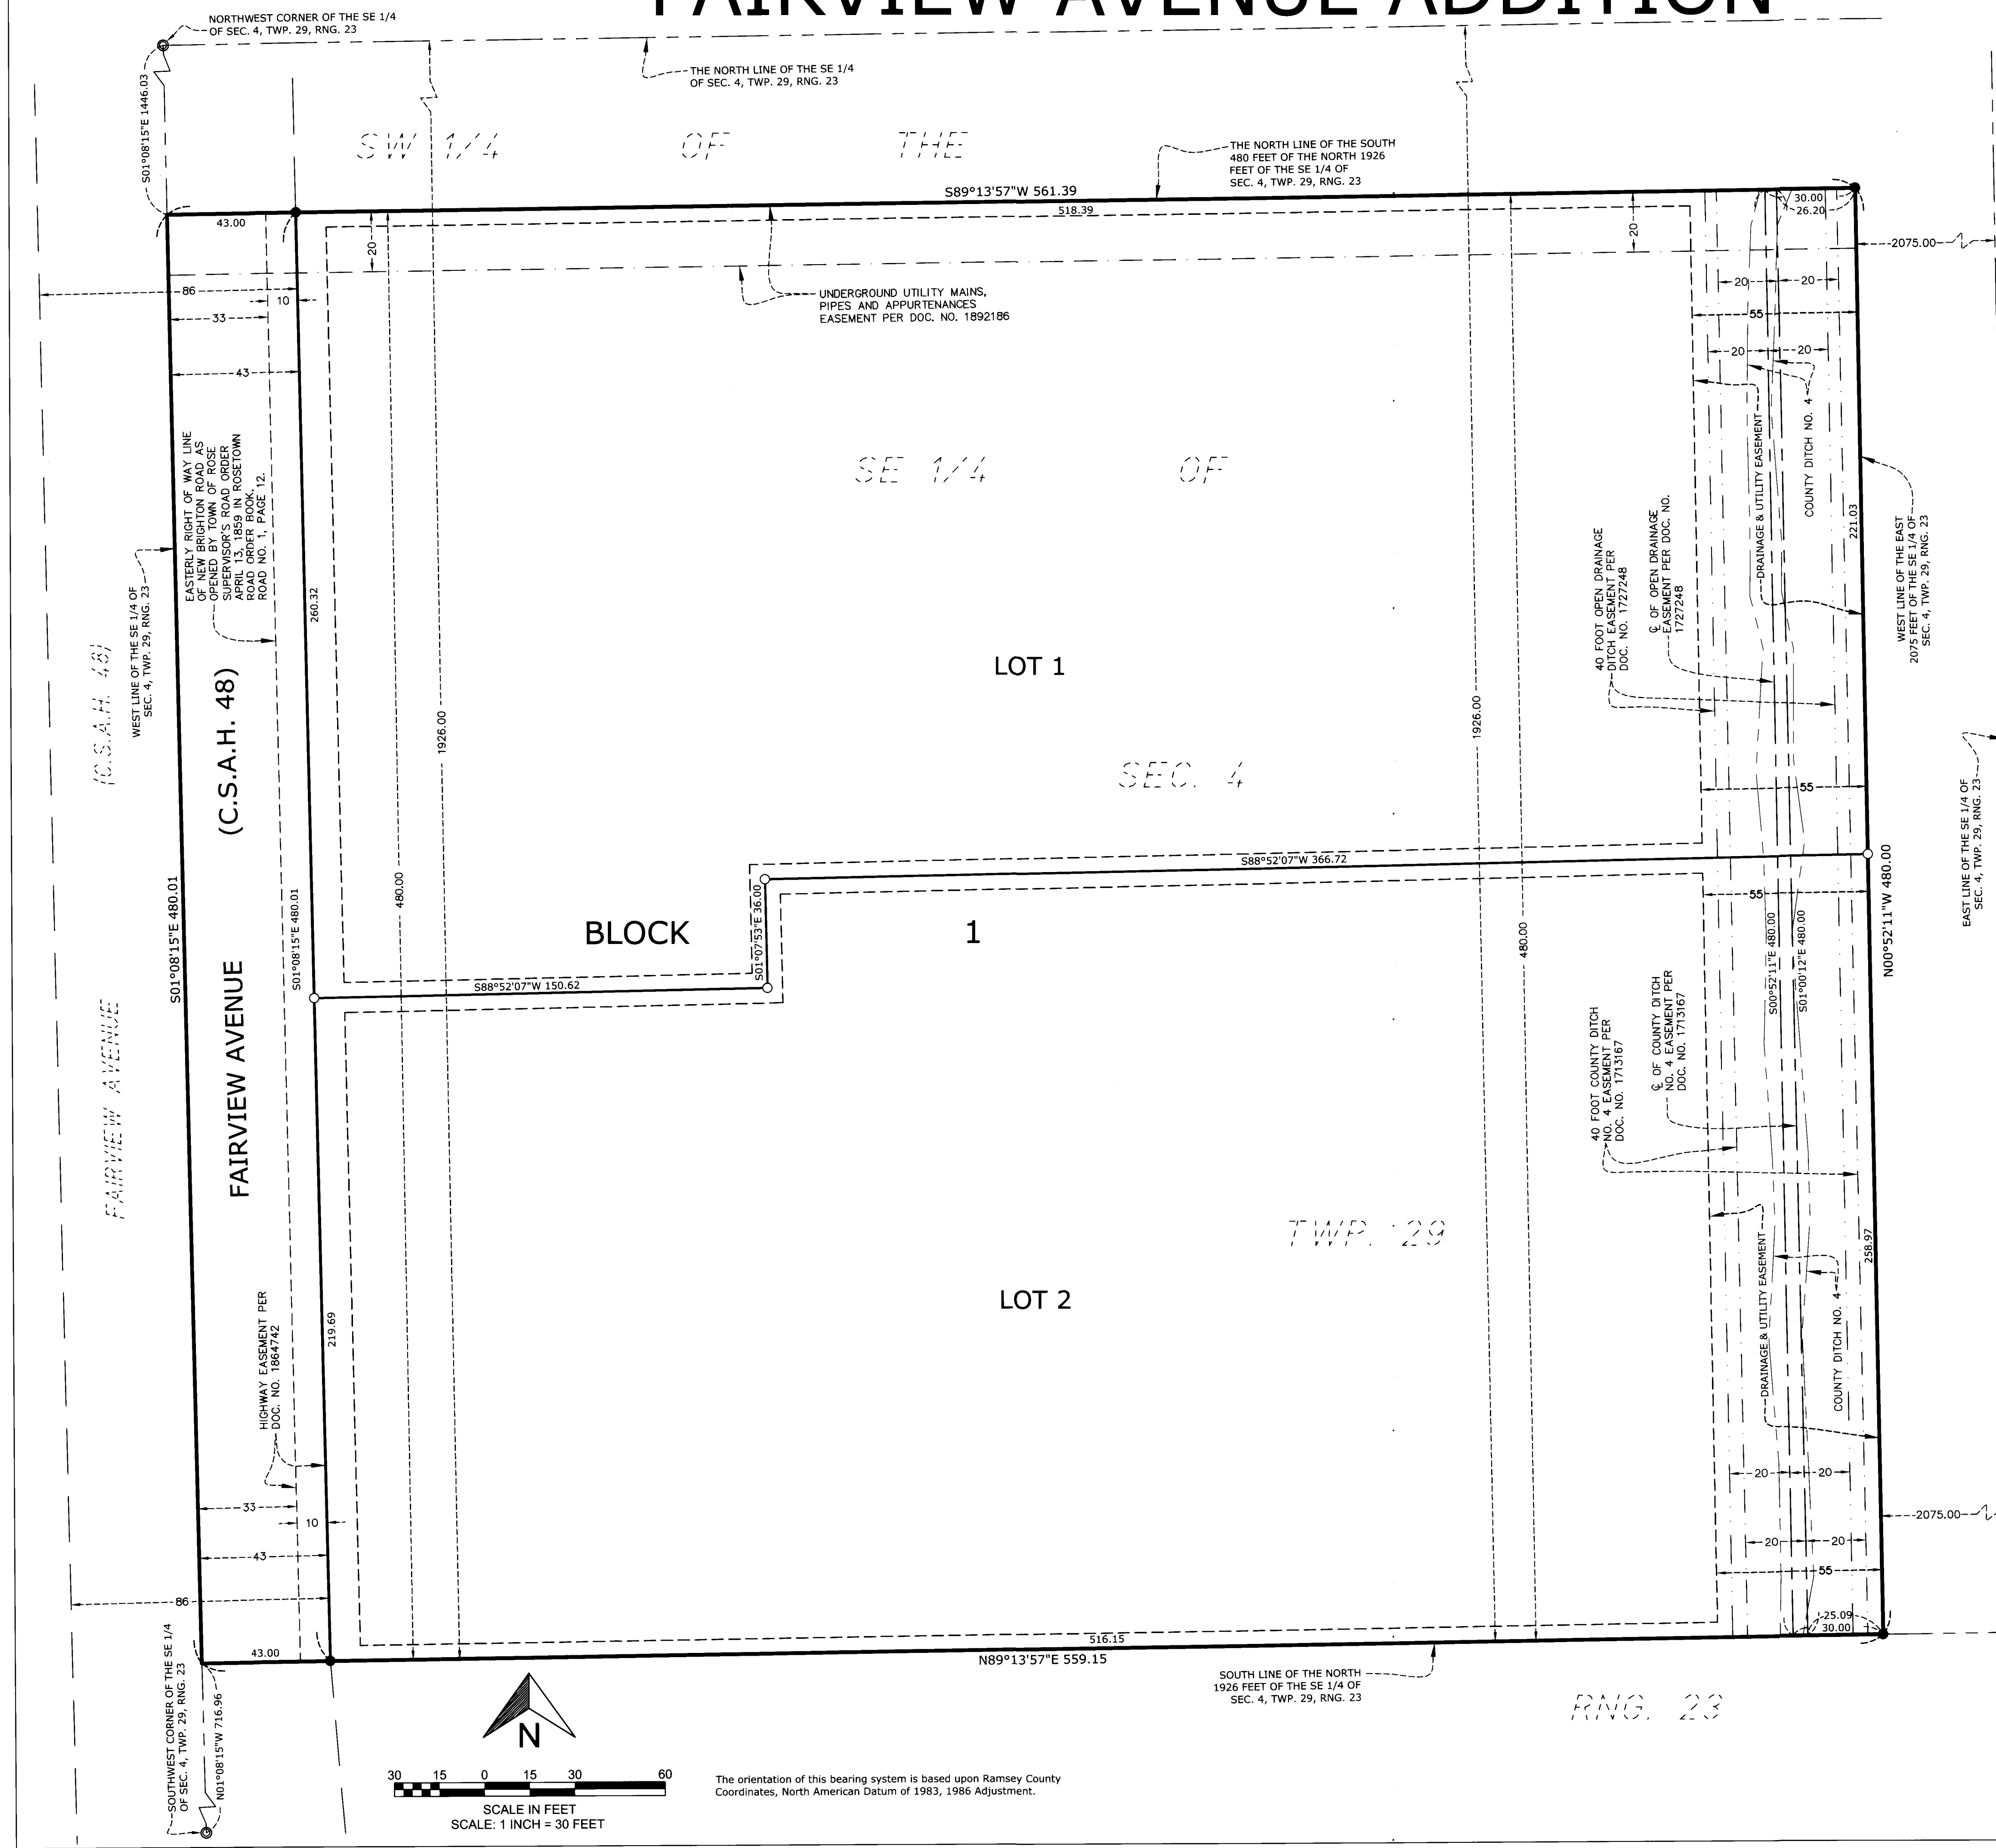 FAIRVIEW AVENUE ADDITION
NORTHWEST CORNER OF THE SE 1/4
OF SEC. 4, TWP. 29, RNG. 23
THE NORTH LINE OF THE SE 1/4
OF SEC. 4, TWP. 29, RNG. 23
S01°08'15"E 1446.03
SW 1/4 OF THE
THE NORTH LINE OF THE SOUTH
480 FEET OF THE NORTH 1926
FEET OF THE SE 1/4 OF
SEC. 4, TWP. 29, RNG. 23
S89°13'57"W 561.39
43.00
518.39
30.00
26.20
20
20
2075.00
86
10
33
43
UNDERGROUND UTILITY MAINS,
PIPES AND APPURTENANCES
EASEMENT PER DOC. NO. 1892186
20
20
55
20
20
EASTERLY RIGHT OF WAY LINE
OF NEW BRIGHTON ROAD AS
OPENED BY TOWN OF ROSE
SUPERVISOR'S ROAD ORDER
APRIL 13, 1859 IN ROSETOWN
ROAD ORDER BOOK.
ROAD NO. 1, PAGE 12.
WEST LINE OF THE SE 1/4 OF
SEC. 4, TWP. 29, RNG. 23
260.32
SE 1/4 OF
DRAINAGE & UTILITY EASEMENT
COUNTY DITCH NO. 4
221.03
40 FOOT OPEN DRAINAGE
DITCH EASEMENT PER
DOC. NO. 1727248
℄ OF OPEN DRAINAGE
EASEMENT PER DOC. NO.
1727248
WEST LINE OF THE EAST
2075 FEET OF THE SE 1/4 OF
SEC. 4, TWP. 29, RNG. 23
LOT 1
(C.S.A.H. 48)
(C.S.A.H. 48)
1926.00
1926.00
SEC. 4
55
EAST LINE OF THE SE 1/4 OF
SEC. 4, TWP. 29, RNG. 23
S88°52'07"W 366.72
S01°08'15"E 480.01
S01°08'15"E 480.01
480.00
480.00
BLOCK 1
S01°07'53"E 36.00
S88°52'07"W 150.62
55
S00°52'11"E 480.00
S01°00'12"E 480.00
N00°52'11"W 480.00
FAIRVIEW AVENUE
FAIRVIEW AVENUE
40 FOOT COUNTY DITCH
NO. 4 EASEMENT PER
DOC. NO. 1713167
℄ OF COUNTY DITCH
NO. 4 EASEMENT PER
DOC. NO. 1713167
TWP. 29
LOT 2
219.69
258.97
DRAINAGE & UTILITY EASEMENT
COUNTY DITCH NO. 4
HIGHWAY EASEMENT PER
DOC. NO. 1864742
33
10
43
86
20
20
2075.00
20
20
55
25.09
30.00
43.00
516.15
N89°13'57"E 559.15
SOUTHWEST CORNER OF THE SE 1/4
OF SEC. 4, TWP. 29, RNG. 23
N01°08'15"W 716.96
SOUTH LINE OF THE NORTH
1926 FEET OF THE SE 1/4 OF
SEC. 4, TWP. 29, RNG. 23
RNG. 23
N
30 15 0 15 30 60
SCALE IN FEET
SCALE: 1 INCH = 30 FEET
The orientation of this bearing system is based upon Ramsey County
Coordinates, North American Datum of 1983, 1986 Adjustment.